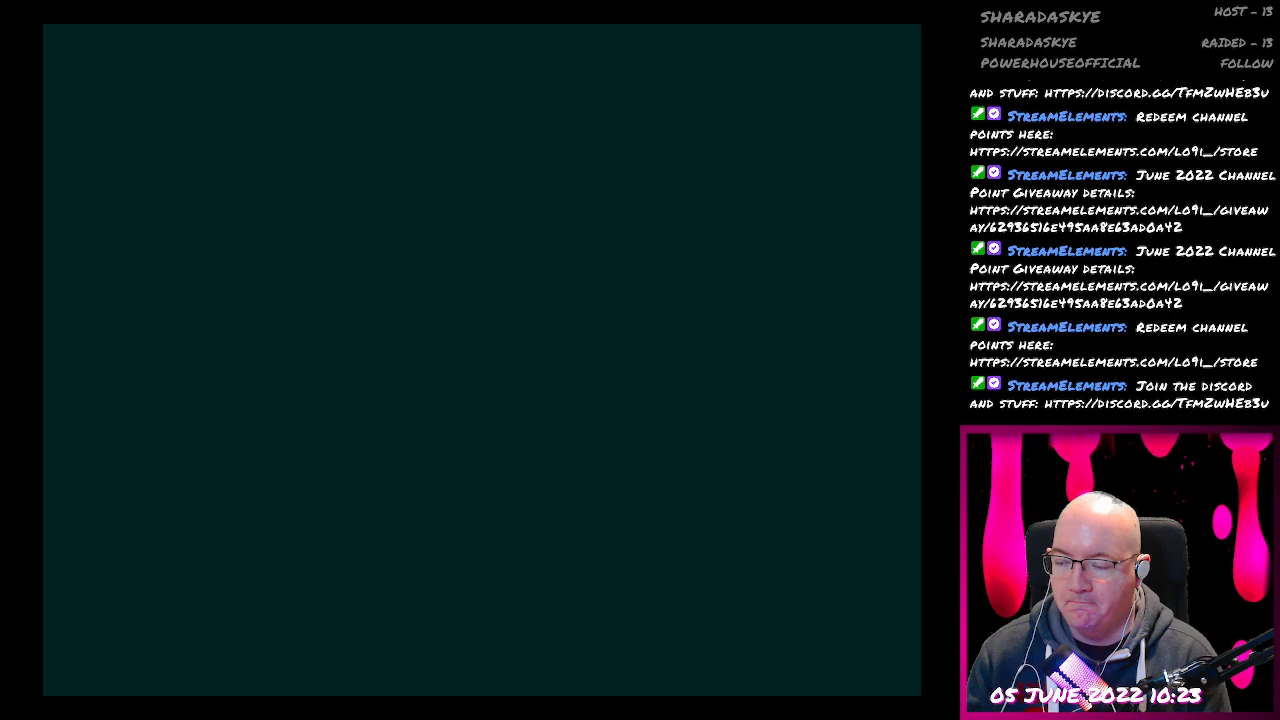 SHARADASKYE HOST - 13
SHARADASKYE RAIDED - 13
POWERHOUSEOFFICIAL FOLLOW
AND STUFF: HTTPS://DISCORD.GG/TFMZWHEB3U
STREAMELEMENTS: REDEEM CHANNEL
POINTS HERE:
HTTPS://STREAMELEMENTS.COM/LO9I_/STORE
STREAMELEMENTS: JUNE 2022 CHANNEL
POINT GIVEAWAY DETAILS:
HTTPS://STREAMELEMENTS.COM/LO9I_/GIVEAW
AY/62936516E495AA8E63AD0A42
STREAMELEMENTS: JUNE 2022 CHANNEL
POINT GIVEAWAY DETAILS:
HTTPS://STREAMELEMENTS.COM/LO9I_/GIVEAW
AY/62936516E495AA8E63AD0A42
STREAMELEMENTS: REDEEM CHANNEL
POINTS HERE:
HTTPS://STREAMELEMENTS.COM/LO9I_/STORE
STREAMELEMENTS: JOIN THE DISCORD
AND STUFF: HTTPS://DISCORD.GG/TFMZWHEB3U
05 JUNE 2022 10:23